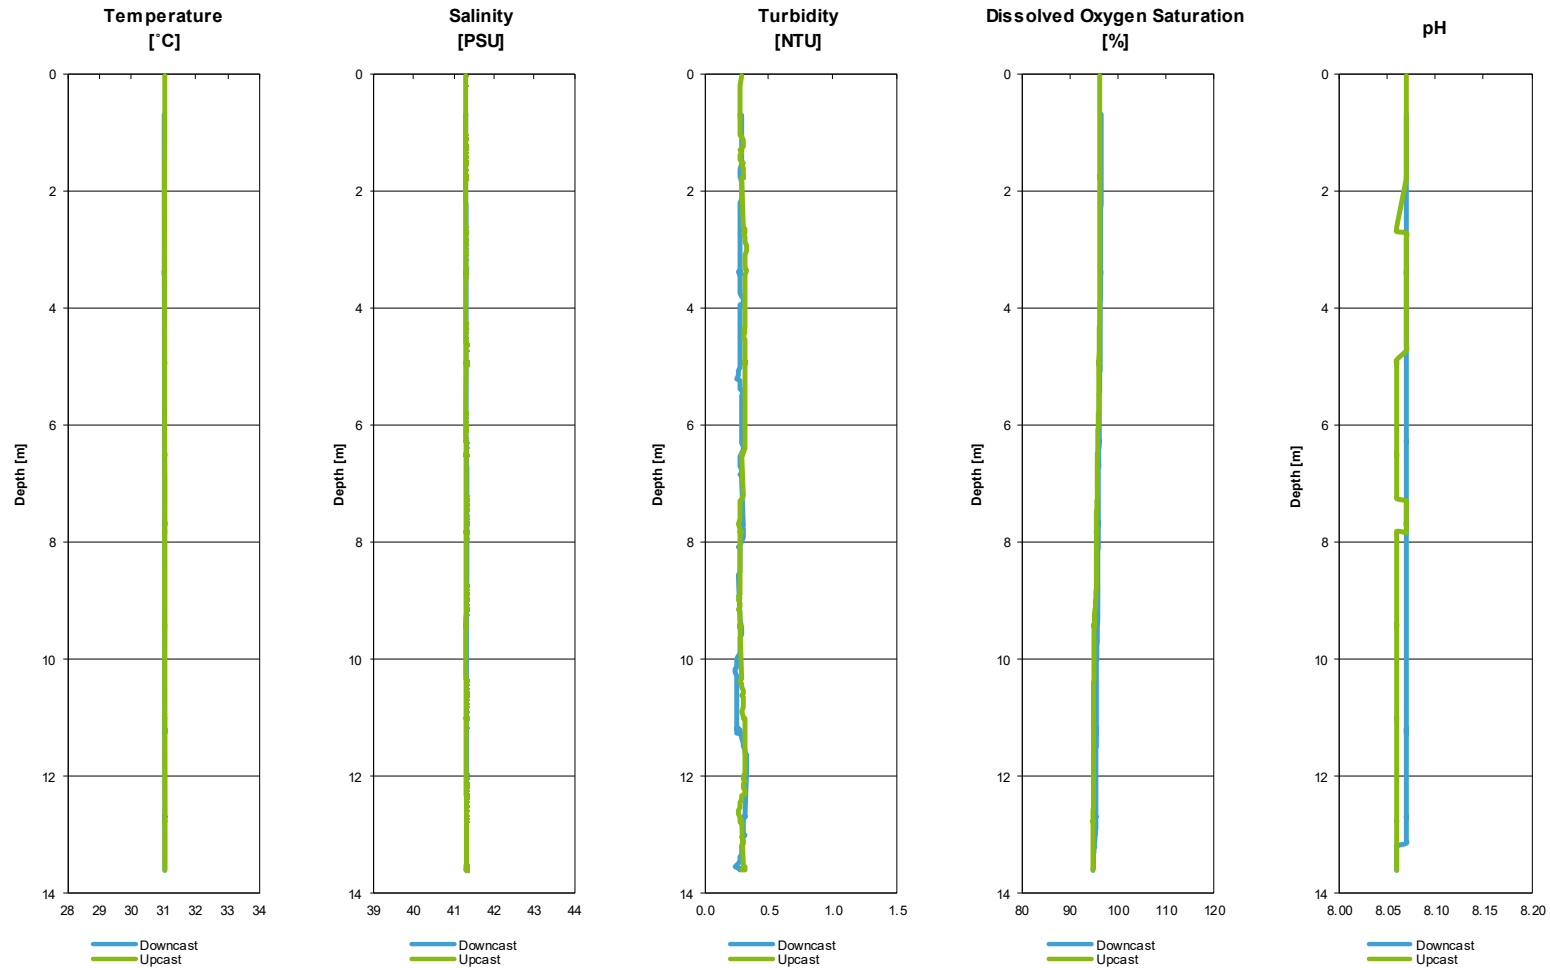 Temperature
[˚C]
0
2
4
6
8
10
12
14
28 29 30 31 32 33 34
Depth [m]
Downcast
Upcast
Salinity
[PSU]
0
2
4
6
8
10
12
14
39 40 41 42 43 44
Depth [m]
Downcast
Upcast
Turbidity
[NTU]
0
2
4
6
8
10
12
14
0.0 0.5 1.0 1.5
Depth [m]
Downcast
Upcast
Dissolved Oxygen Saturation
[%]
0
2
4
6
8
10
12
14
80 90 100 110 120
Depth [m]
Downcast
Upcast
pH
0
2
4
6
8
10
12
14
8.00 8.05 8.10 8.15 8.20
Depth [m]
Downcast
Upcast